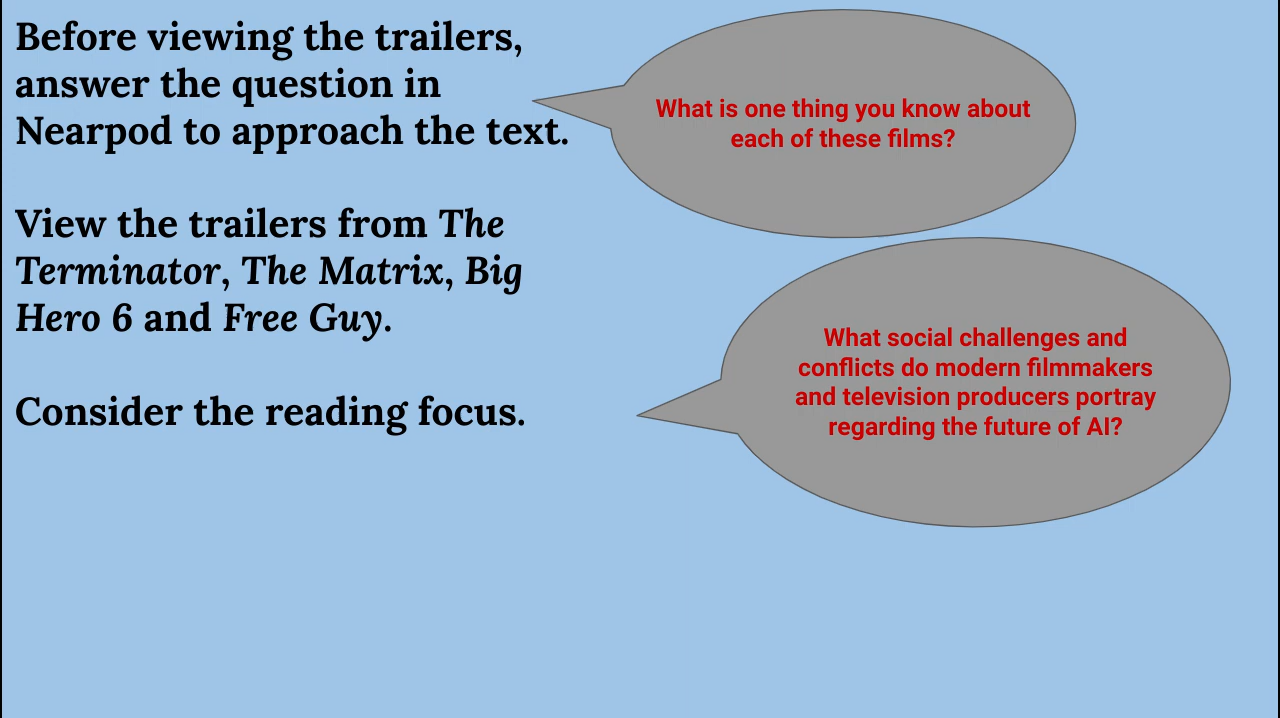 Before viewing the trailers,
answer the question in
Nearpod to approach the text.
What is one thing you know about
each of these films?
View the trailers from The
Terminator, The Matrix, Big
Hero 6 and Free Guy.
Consider the reading focus.
What social challenges and
conflicts do modern filmmakers
and television producers portray
regarding the future of AI?